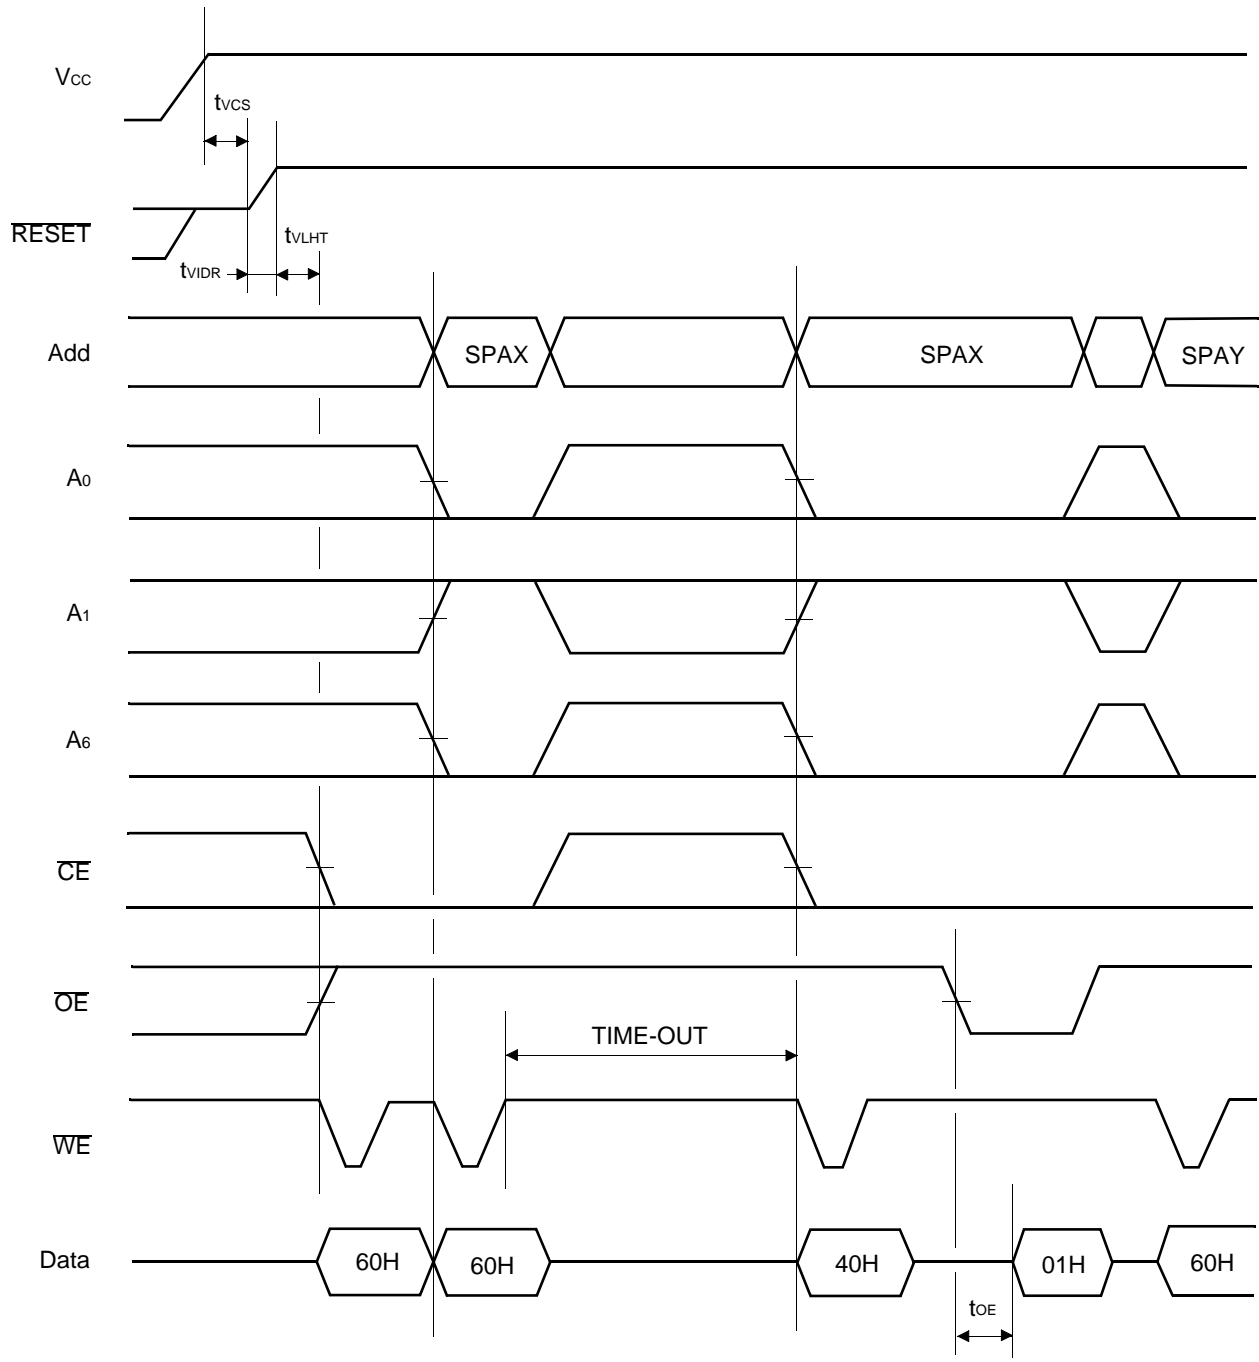 VCC
tVCS
RESET
tVLHT
tVIDR
Add
SPAX
SPAX
SPAY
A0
A1
A6
CE
OE
TIME-OUT
WE
Data
60H
60H
40H
01H
60H
tOE